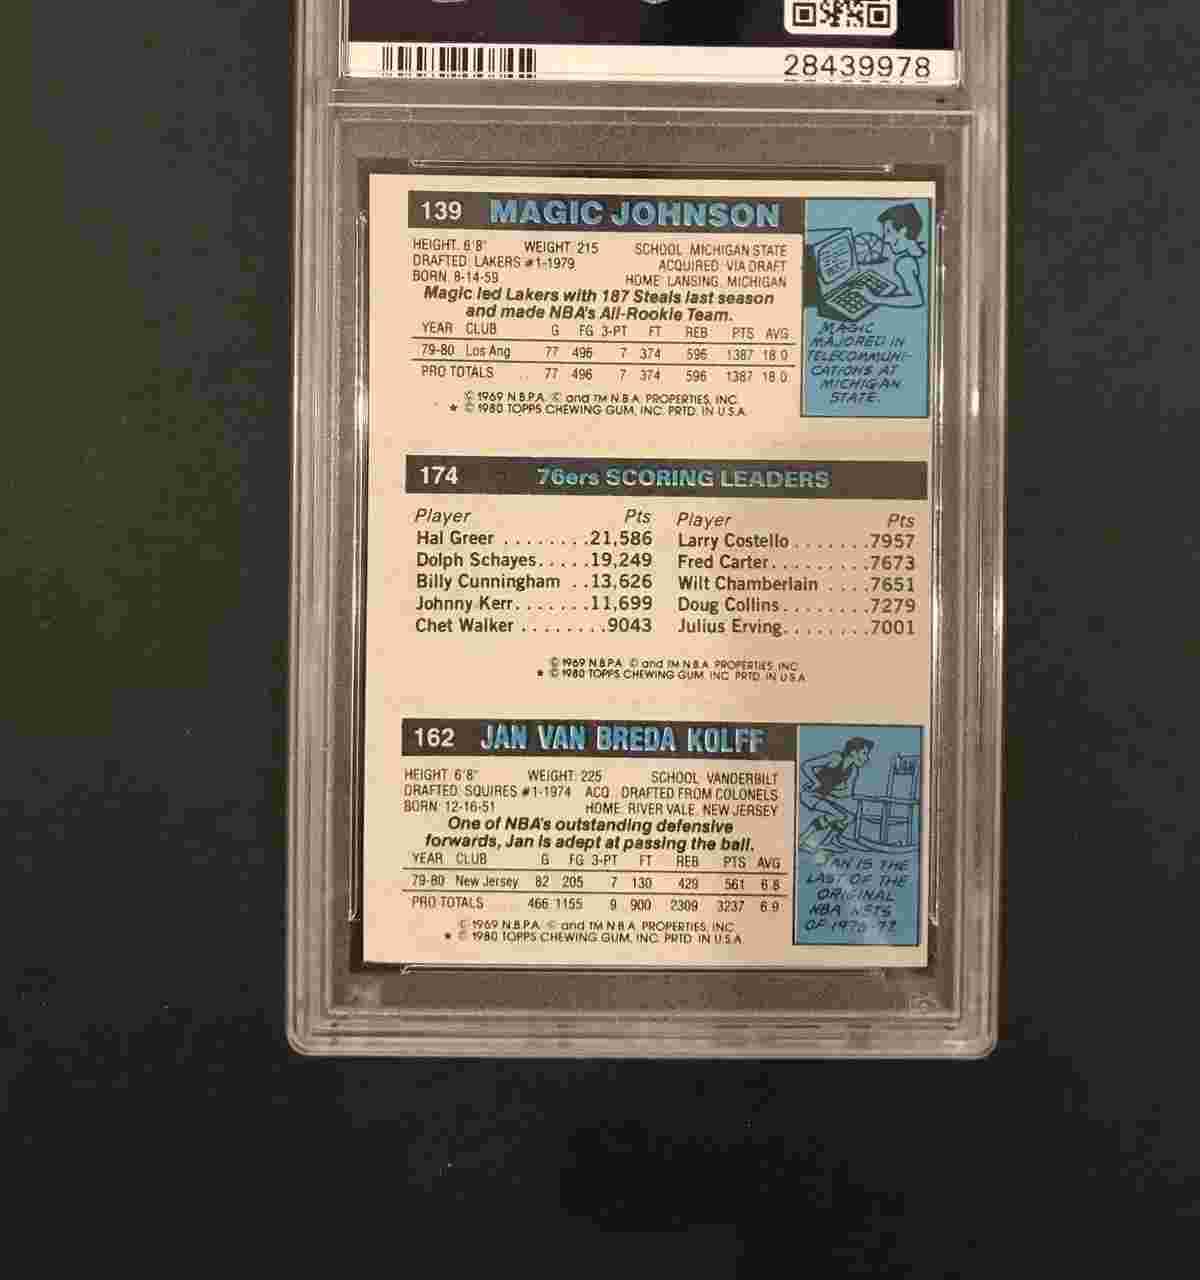 28439978
139 MAGIC JOHNSON
HEIGHT: 6'8" WEIGHT: 215 SCHOOL: MICHIGAN STATE
DRAFTED: LAKERS #1-1979 ACQUIRED: VIA DRAFT
BORN: 8-14-59 HOME: LANSING, MICHIGAN
Magic led Lakers with 187 Steals last season
and made NBA's All-Rookie Team.
YEAR CLUB G FG 3-PT FT REB PTS AVG
79-80 Los Ang 77 496 7 374 596 1387 18.0
PRO TOTALS .. 77 496 7 374 596 1387 18.0
© 1969 N.B.P.A. © and TM N.B.A. PROPERTIES, INC.
★ © 1980 TOPPS CHEWING GUM, INC. PRTD. IN U.S.A.
MAGIC
MAJORED IN
TELECOMMUNI-
CATIONS AT
MICHIGAN
STATE.
174 76ers SCORING LEADERS
Player Pts Player Pts
Hal Greer ........21,586 Larry Costello .......7957
Dolph Schayes.....19,249 Fred Carter.........7673
Billy Cunningham ..13,626 Wilt Chamberlain ....7651
Johnny Kerr.......11,699 Doug Collins........7279
Chet Walker ........9043 Julius Erving........7001
© 1969 N.B.P.A. © and TM N.B.A. PROPERTIES, INC.
★ © 1980 TOPPS CHEWING GUM, INC. PRTD. IN U.S.A.
162 JAN VAN BREDA KOLFF
HEIGHT: 6'8" WEIGHT: 225 SCHOOL: VANDERBILT
DRAFTED: SQUIRES #1-1974 ACQ.: DRAFTED FROM COLONELS
BORN: 12-16-51 HOME: RIVER VALE, NEW JERSEY
One of NBA's outstanding defensive
forwards, Jan is adept at passing the ball.
YEAR CLUB G FG 3-PT FT REB PTS AVG
79-80 New Jersey 82 205 7 130 429 561 6.8
PRO TOTALS 466 1155 9 900 2309 3237 6.9
© 1969 N.B.P.A. © and TM N.B.A. PROPERTIES, INC.
★ © 1980 TOPPS CHEWING GUM, INC. PRTD. IN U.S.A.
JAN IS THE
LAST OF THE
ORIGINAL
NBA NETS
OF